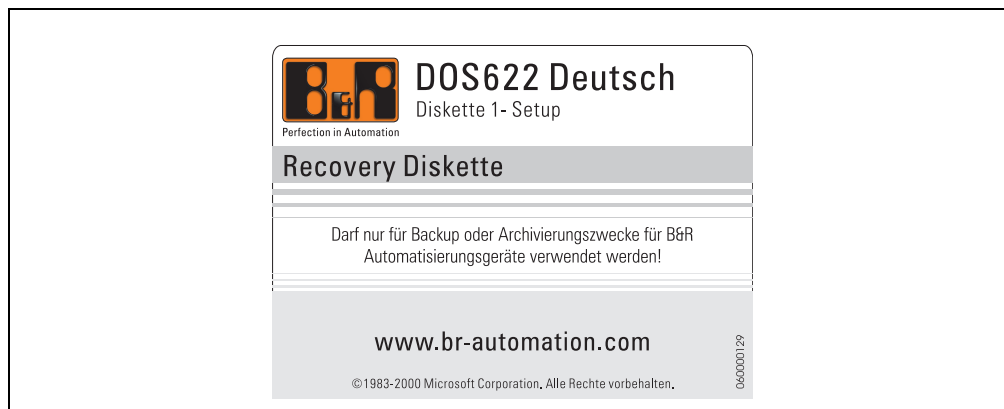 B&R
Perfection in Automation
DOS622 Deutsch
Diskette 1- Setup
Recovery Diskette
Darf nur für Backup oder Archivierungszwecke für B&R
Automatisierungsgeräte verwendet werden!
www.br-automation.com
060000129
©1983-2000 Microsoft Corporation. Alle Rechte vorbehalten.